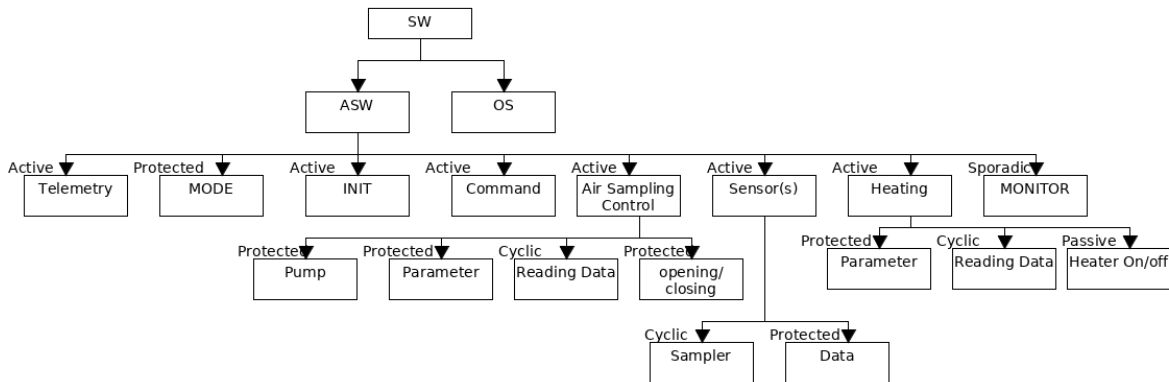 SW
ASW
OS
Active
Protected
Active
Active
Active
Active
Active
Sporadic
Telemetry
MODE
INIT
Command
Air Sampling
Control
Sensor(s)
Heating
MONITOR
Protected
Protected
Cyclic
Protected
Protected
Cyclic
Passive
Pump
Parameter
Reading Data
opening/
closing
Parameter
Reading Data
Heater On/off
Cyclic
Protected
Sampler
Data